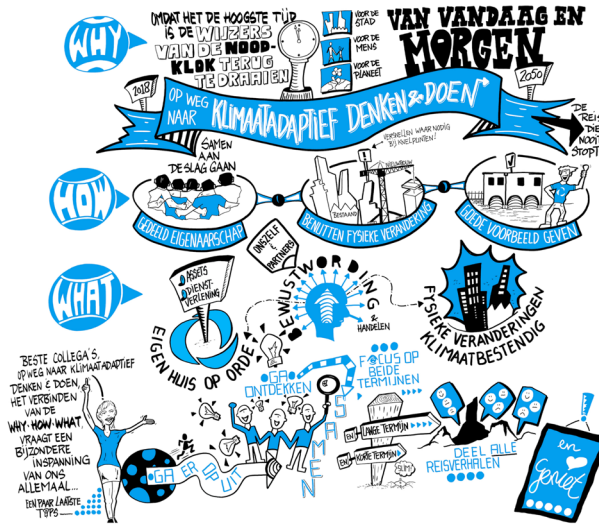 WHY
OMDAT HET DE HOOGSTE TIJD
IS DE WIJZERS
VAN DE NOOD-
KLOK TERUG
TE DRAAIEN
VOOR DE
STAD
VOOR DE
MENS
VOOR DE
PLANEET
VAN VANDAAG EN
MORGEN
2018
OP WEG
NAAR
KLIMAATADAPTIEF DENKEN & DOEN
2050
DE
REIS
DIE
NOOIT
STOPT
HOW
SAMEN
AAN
DE SLAG GAAN
GEDEELD EIGENAARSCHAP
VERSNELLEN WAAR NODIG
BIJ KNELPUNTEN!
NIEUWBOUW
BESTAAND
BENUTTEN FYSIEKE VERANDERING
GOEDE VOORBEELD GEVEN
WHAT
ASSETS
DIENST-
VERLENING
EIGEN HUIS OP ORDE
ONSZELF &
PARTNERS
BEWUSTWORDING
& HANDELEN
FYSIEKE VERANDERINGEN
KLIMAATBESTENDIG
BESTE COLLEGA'S,
OP WEG NAAR KLIMAATADAPTIEF
DENKEN & DOEN,
HET VERBINDEN
VAN DE
WHY·HOW·WHAT,
VRAAGT EEN
BIJZONDERE
INSPANNING
VAN ONS
ALLEMAAL...
EEN PAAR LAATSTE
TIPS
GA ER OP UIT
GA
ONTDEKKEN
SAMEN
FOCUS OP
BEIDE
TERMIJNEN
EN LANGE TERMIJN
EN KORTE TERMIJN
SLIM!
DEEL ALLE
REISVERHALEN
en
Geniet
!